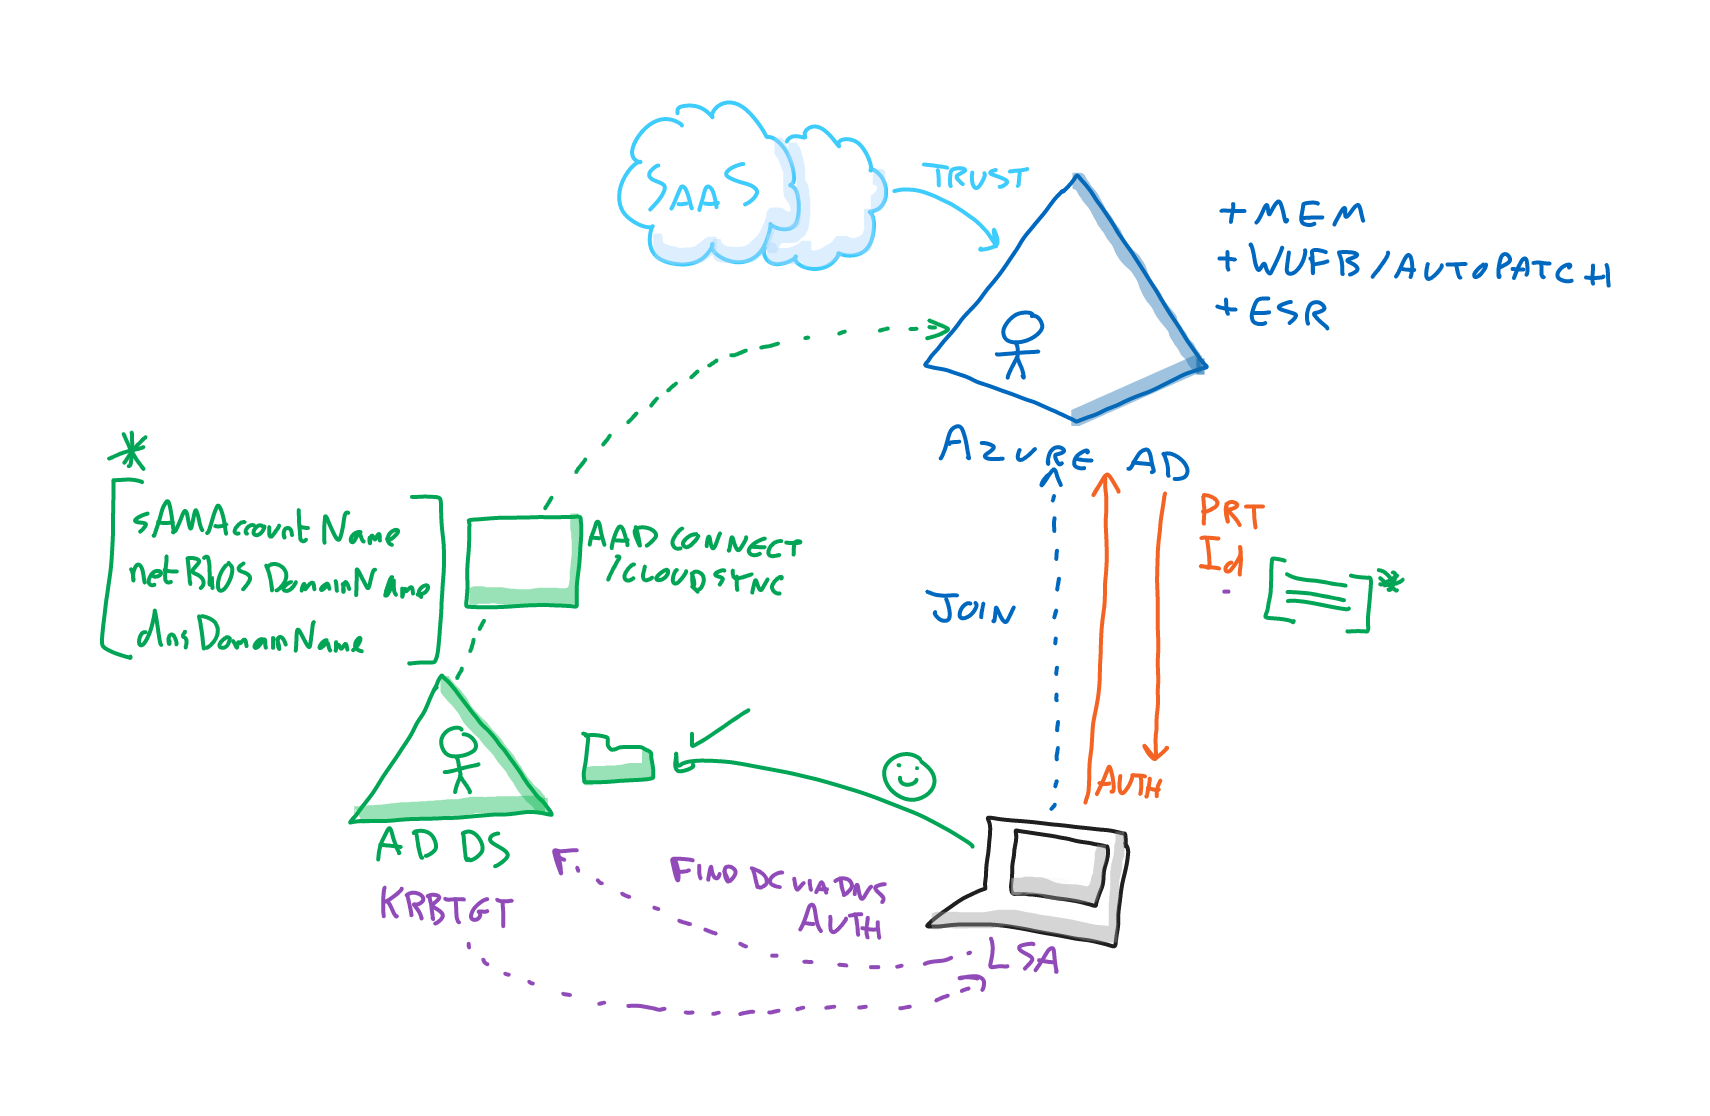 SAAS
TRUST
+ MEM
+ WUFB/AUTOPATCH
+ ESR
AZURE AD
*
sAMAccountName
netBIOSDomainName
dnsDomainName
AAD CONNECT
/CLOUD SYNC
PRT
Id
*
JOIN
AUTH
AD DS
KRBTGT
FIND DC VIA DNS
AUTH
LSA